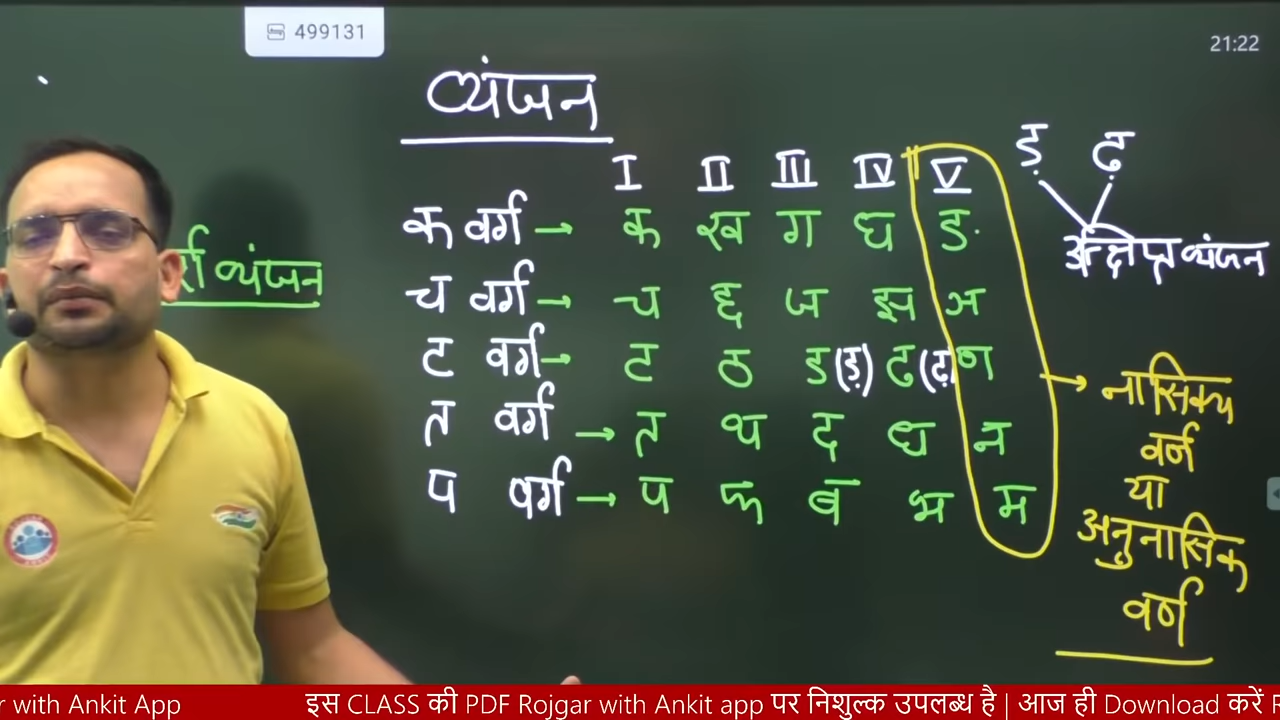 499131
21:22
व्यंजन
I II III IV V
ड़ ढ़
क वर्ग → क ख ग घ ङ
उत्क्षिप्त व्यंजन
व्यंजन
च वर्ग → च छ ज झ ञ
ट वर्ग → ट ठ ड (ड़) ढ (ढ़) ण
→ नासिक्य
त वर्ग → त थ द ध न
वर्ण
प वर्ग → प फ ब भ म
या
अनुनासिक
वर्ण
r with Ankit App इस CLASS की PDF Rojgar with Ankit app पर निशुल्क उपलब्ध है | आज ही Download करें R